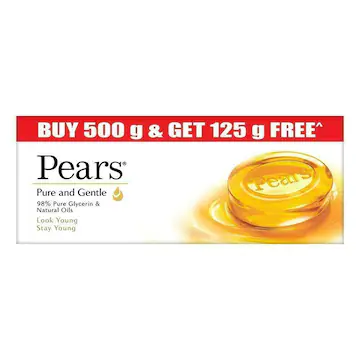 BUY 500 g & GET 125 g FREE^
Pears®
Pure and Gentle
98% Pure Glycerin &
Natural Oils
Look Young
Stay Young
Pears